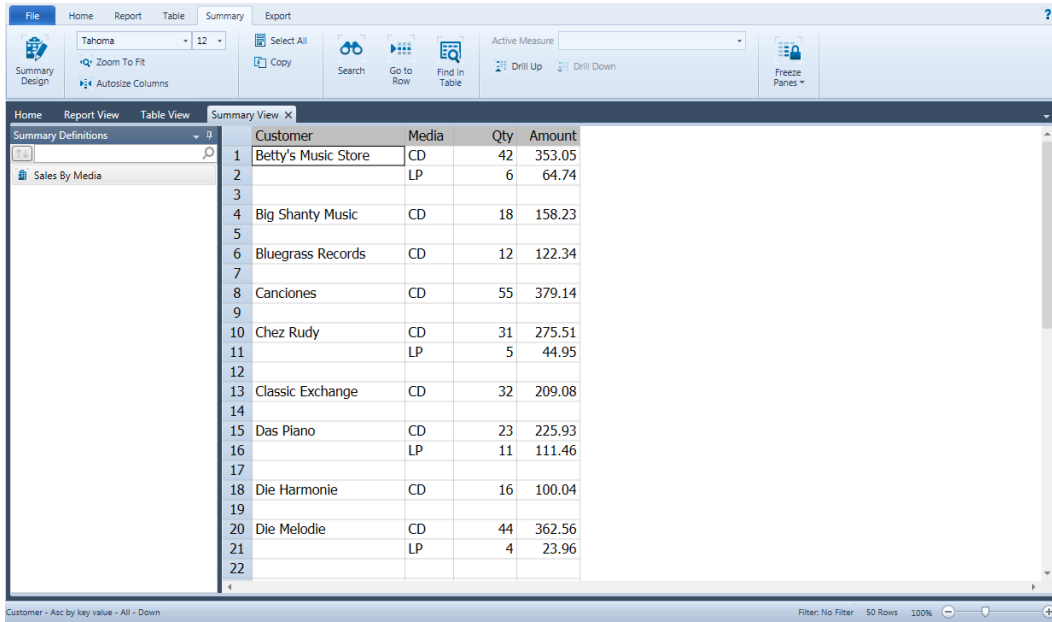 File Home Report Table Summary Export ?
Tahoma 12 Select All Active Measure
Zoom To Fit Copy Drill Up Drill Down
Autosize Columns
Summary Design Search Go to Row Find in Table Freeze Panes
Home Report View Table View Summary View X
Summary Definitions
Sales By Media
Customer Media Qty Amount
1 Betty's Music Store CD 42 353.05
2 LP 6 64.74
3
4 Big Shanty Music CD 18 158.23
5
6 Bluegrass Records CD 12 122.34
7
8 Canciones CD 55 379.14
9
10 Chez Rudy CD 31 275.51
11 LP 5 44.95
12
13 Classic Exchange CD 32 209.08
14
15 Das Piano CD 23 225.93
16 LP 11 111.46
17
18 Die Harmonie CD 16 100.04
19
20 Die Melodie CD 44 362.56
21 LP 4 23.96
22
Customer - Asc by key value - All - Down Filter: No Filter 50 Rows 100%